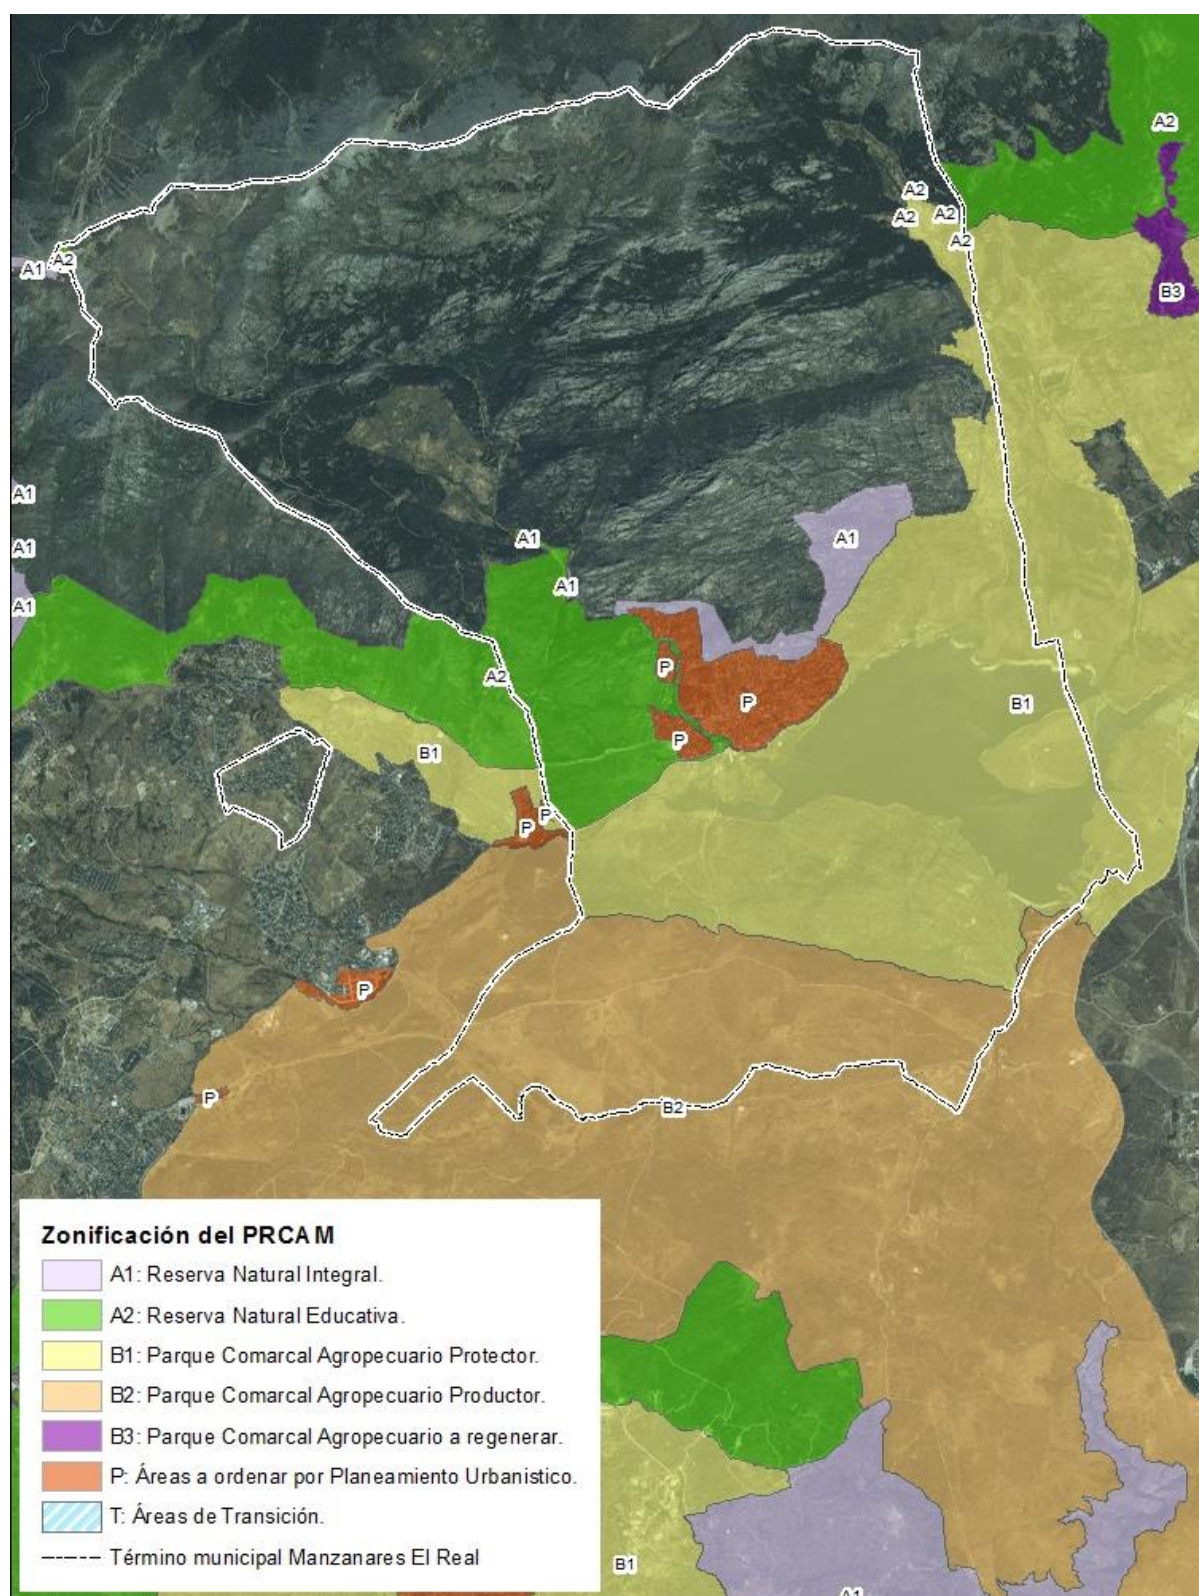 A2
A2
A2
A2
A2
A2
A1
B3
A1
A1
A1
A1
A1
A1
P
A2
P
B1
P
B1
P
P
P
P
B2
Zonificación del PRCAM
A1: Reserva Natural Integral.
A2: Reserva Natural Educativa.
B1: Parque Comarcal Agropecuario Protector.
B2: Parque Comarcal Agropecuario Productor.
B3: Parque Comarcal Agropecuario a regenerar.
P: Áreas a ordenar por Planeamiento Urbanistico.
T: Áreas de Transición.
Término municipal Manzanares El Real
B1
A1